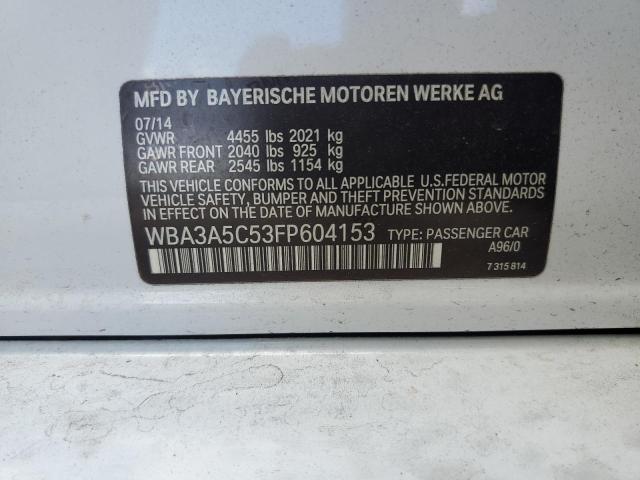 MFD BY BAYERISCHE MOTOREN WERKE AG
07/14
GVWR 4455 lbs 2021 kg
GAWR FRONT 2040 lbs 925 kg
GAWR REAR 2545 lbs 1154 kg
THIS VEHICLE CONFORMS TO ALL APPLICABLE U.S.FEDERAL MOTOR
VEHICLE SAFETY, BUMPER AND THEFT PREVENTION STANDARDS
IN EFFECT ON THE DATE OF MANUFACTURE SHOWN ABOVE.
WBA3A5C53FP604153 TYPE: PASSENGER CAR
A96/0
7 315 814